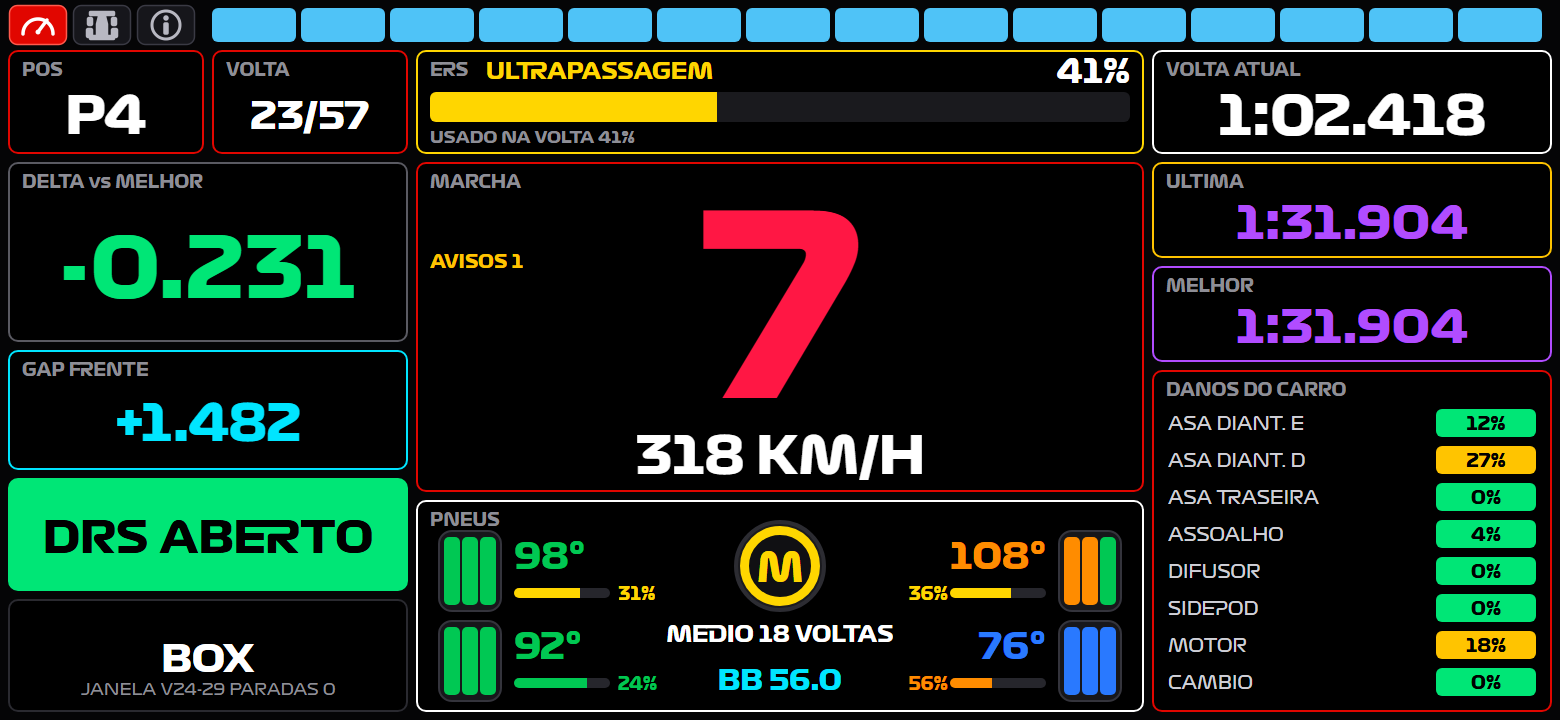 POS
P4
VOLTA
23/57
ERS ULTRAPASSAGEM 41%
USADO NA VOLTA 41%
VOLTA ATUAL
1:02.418
DELTA vs MELHOR
-0.231
MARCHA
AVISOS 1
7
318 KM/H
ULTIMA
1:31.904
MELHOR
1:31.904
GAP FRENTE
+1.482
DRS ABERTO
BOX
JANELA V24-29 PARADAS 0
PNEUS
98°
31%
M
108°
36%
MEDIO 18 VOLTAS
92°
24%
BB 56.0
76°
56%
DANOS DO CARRO
ASA DIANT. E 12%
ASA DIANT. D 27%
ASA TRASEIRA 0%
ASSOALHO 4%
DIFUSOR 0%
SIDEPOD 0%
MOTOR 18%
CAMBIO 0%